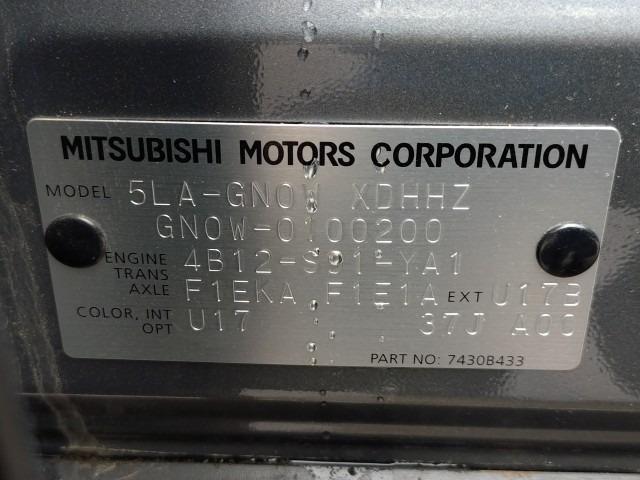 MITSUBISHI MOTORS CORPORATION
MODEL 5LA-GN0W XDHHZ
GN0W-0100200
ENGINE 4B12-S91-YA1
TRANS
AXLE F1EKA F1E1A EXT U17B
COLOR, INT U17 37J A00
OPT
PART NO: 7430B433